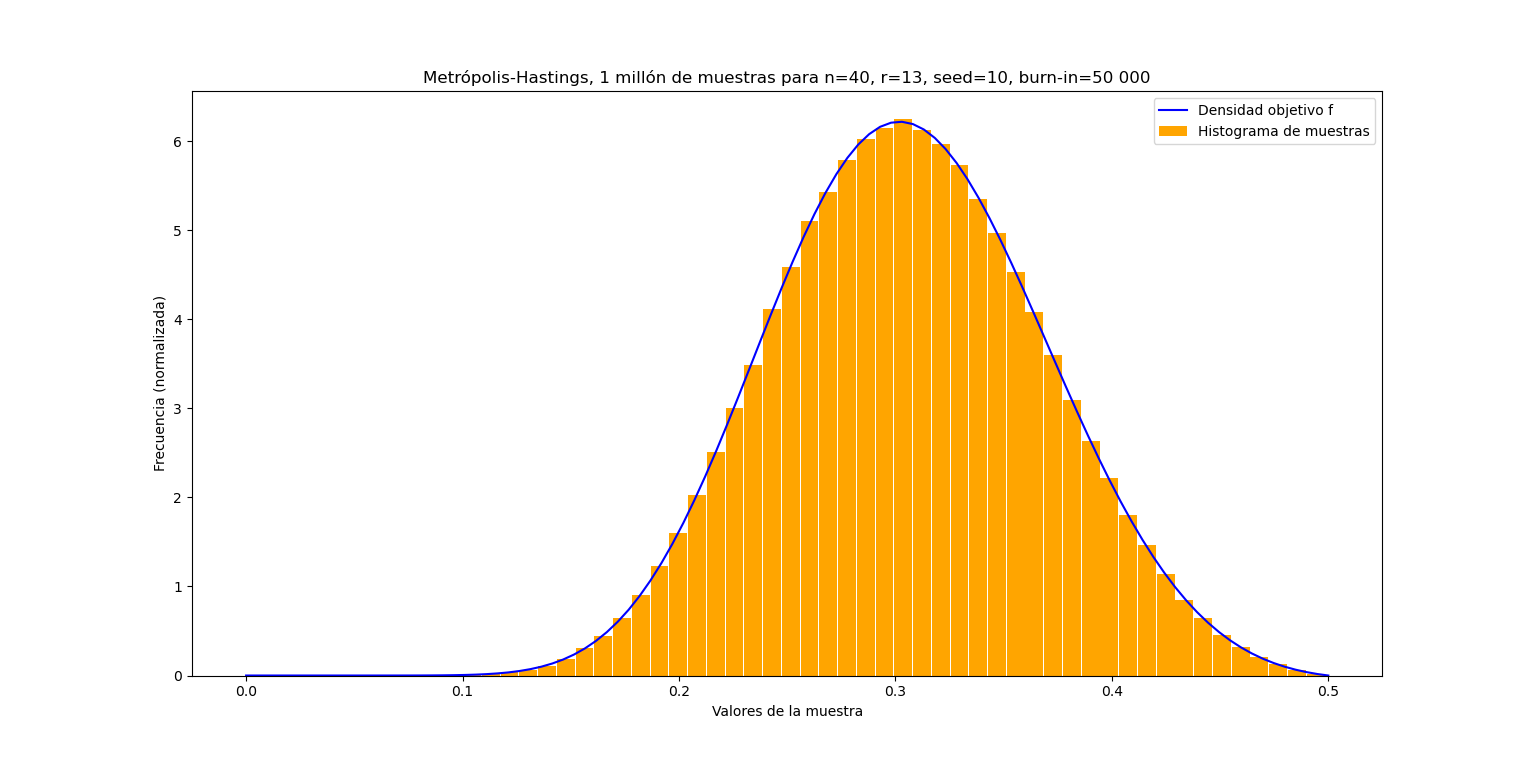 Metrópolis-Hastings, 1 millón de muestras para n=40, r=13, seed=10, burn-in=50 000
Densidad objetivo f
Histograma de muestras
Frecuencia (normalizada)
6
5
4
3
2
1
0
0.0 0.1 0.2 0.3 0.4 0.5
Valores de la muestra